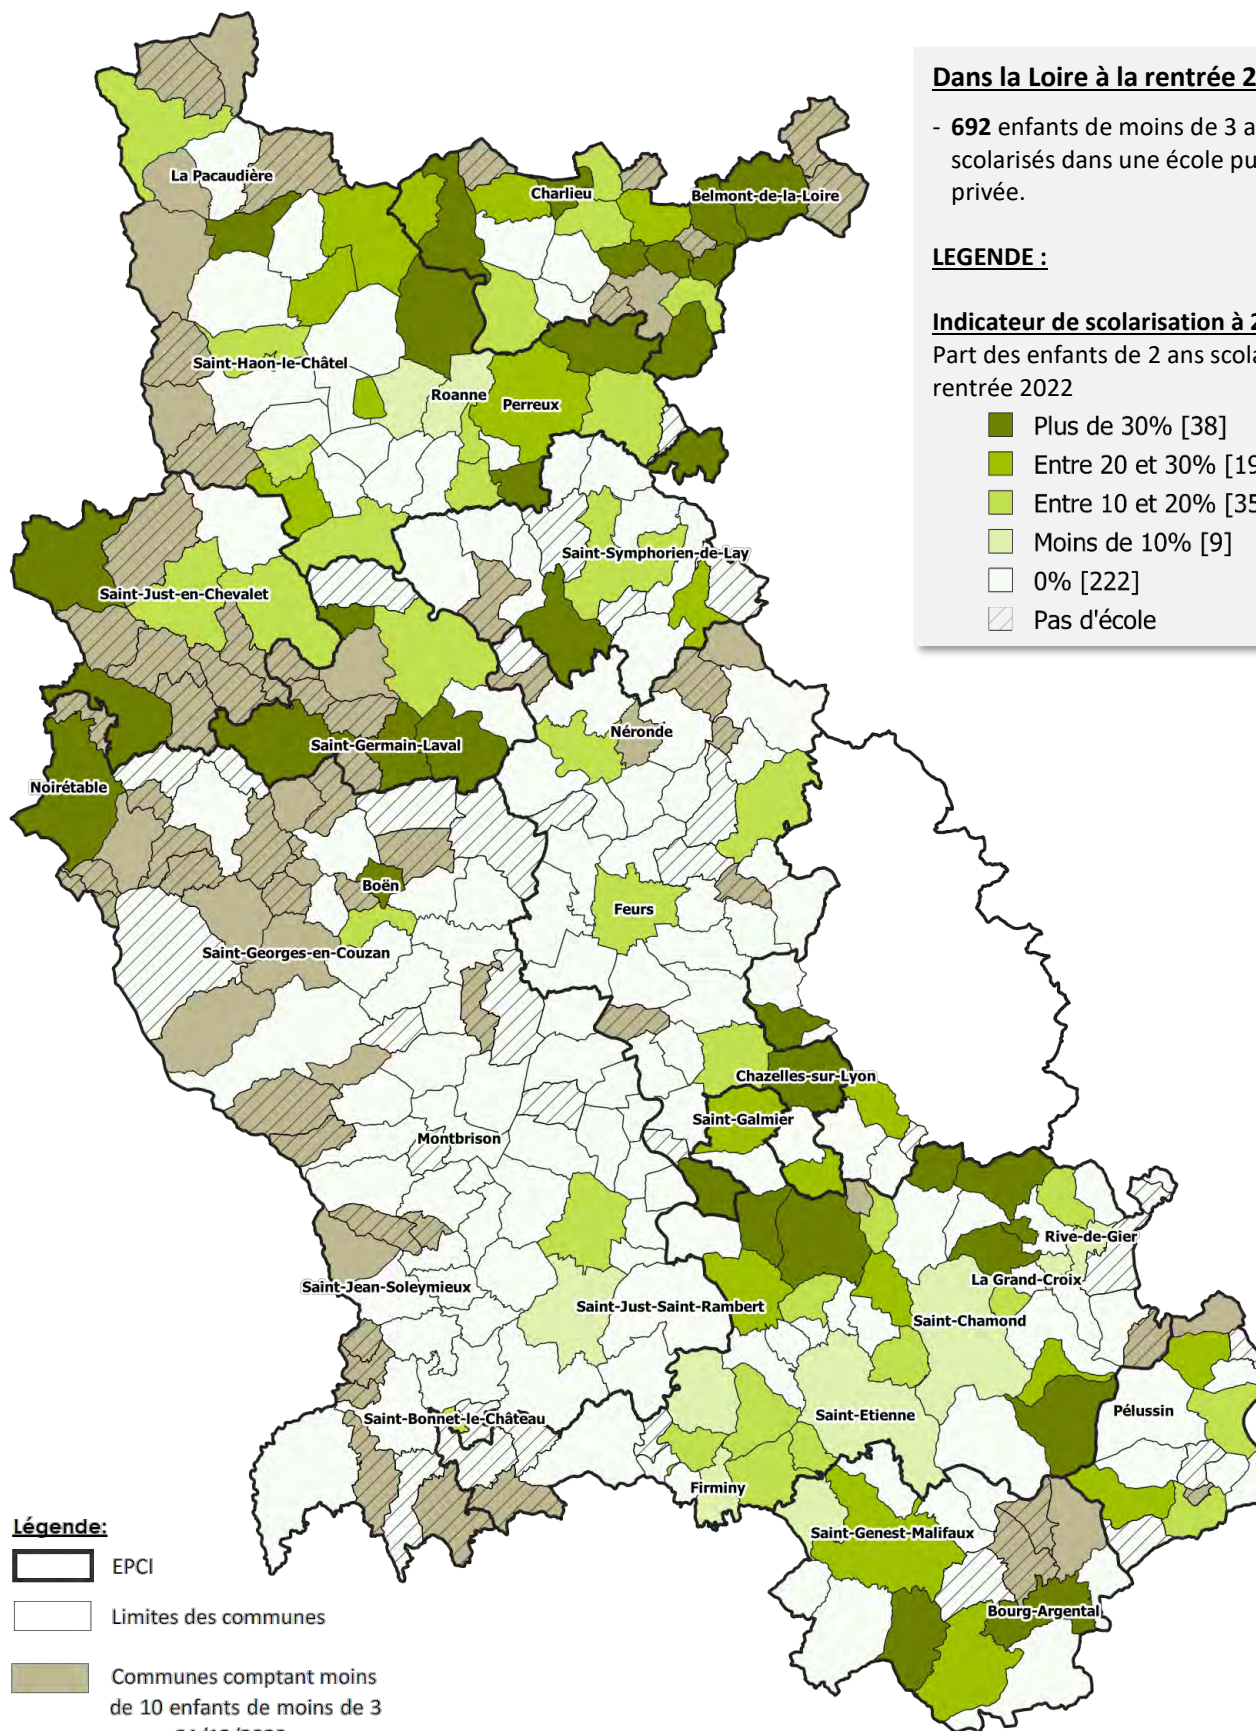 Dans la Loire à la rentrée 2
- 692 enfants de moins de 3 a
scolarisés dans une école pu
privée.
LEGENDE :
Indicateur de scolarisation à 2
Part des enfants de 2 ans scola
rentrée 2022
Plus de 30% [38]
Entre 20 et 30% [19
Entre 10 et 20% [35
Moins de 10% [9]
0% [222]
Pas d'école
La Pacaudière
Charlieu
Belmont-de-la-Loire
Saint-Haon-le-Châtel
Roanne
Perreux
Saint-Symphorien-de-Lay
Saint-Just-en-Chevalet
Néronde
Saint-Germain-Laval
Noirétable
Boën
Feurs
Saint-Georges-en-Couzan
Chazelles-sur-Lyon
Saint-Galmier
Montbrison
Rive-de-Gier
La Grand-Croix
Saint-Jean-Soleymieux
Saint-Just-Saint-Rambert
Saint-Chamond
Pélussin
Saint-Bonnet-le-Château
Saint-Etienne
Firminy
Saint-Genest-Malifaux
Bourg-Argental
Légende:
EPCI
Limites des communes
Communes comptant moins
de 10 enfants de moins de 3